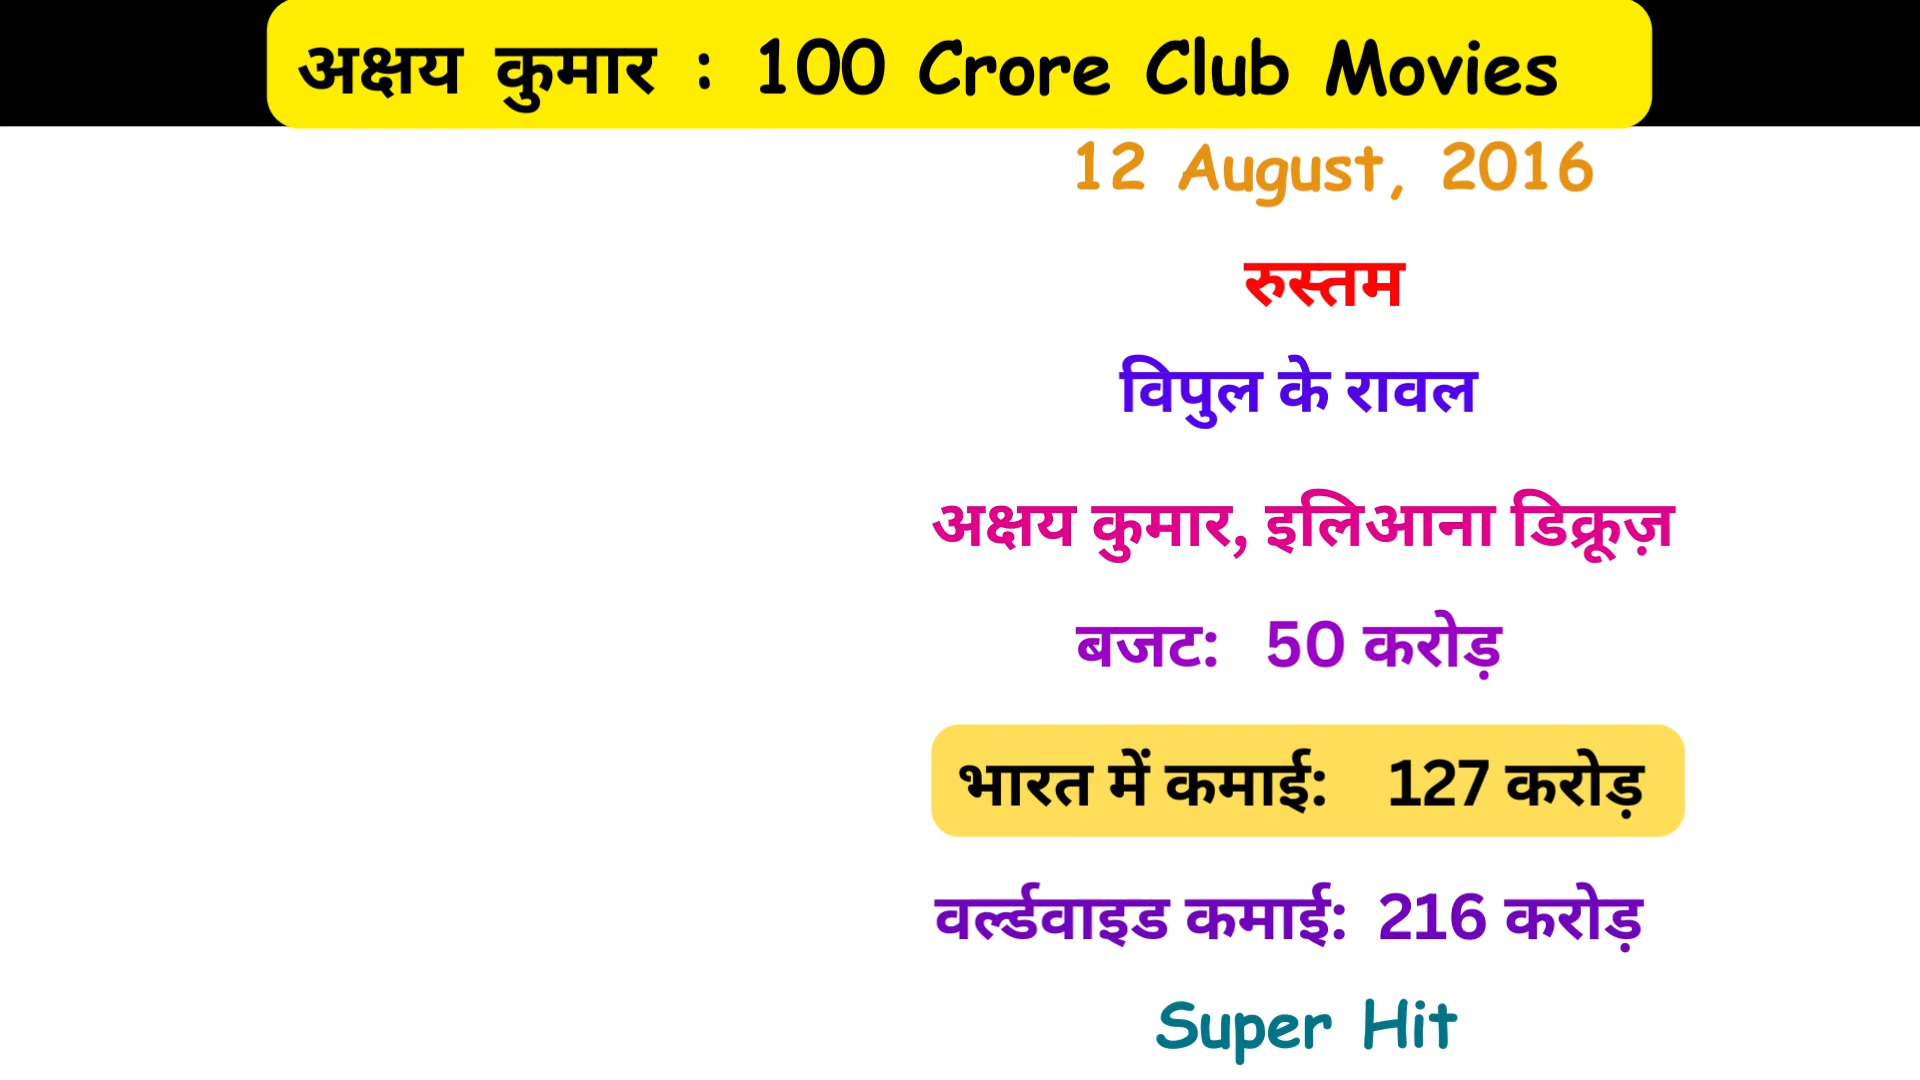 अक्षय कुमार : 100 Crore Club Movies
12 August, 2016
रुस्तम
विपुल के रावल
अक्षय कुमार, इलिआना डिक्रूज़
बजट: 50 करोड़
भारत में कमाई: 127 करोड़
वर्ल्डवाइड कमाई: 216 करोड़
Super Hit